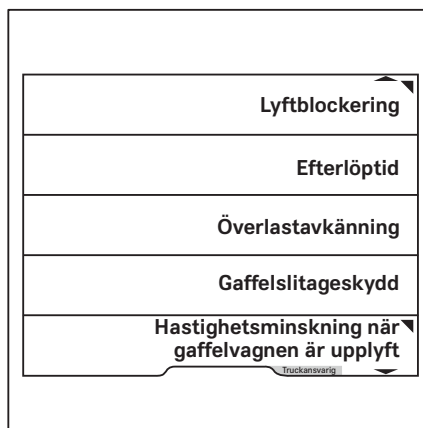 Lyftblockering
Efterlöptid
Överlastavkänning
Gaffelslitageskydd
Hastighetsminskning när
gaffelvagnen är upplyft
Truckansvarig